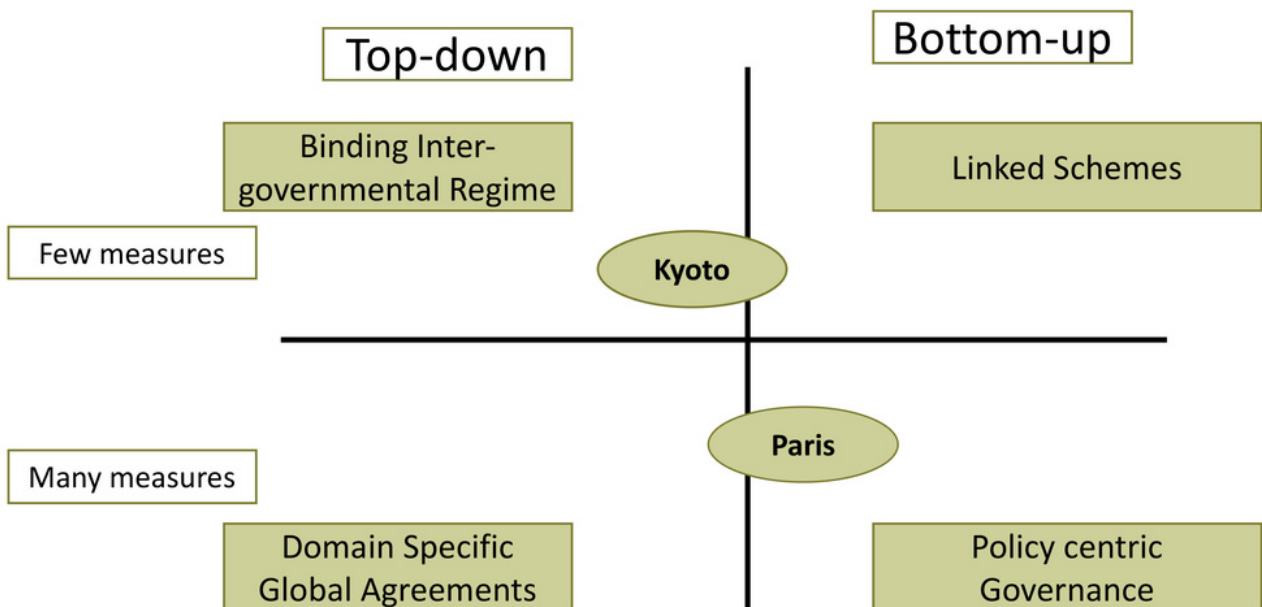 Top-down
Bottom-up
Binding Inter-
governmental Regime
Linked Schemes
Few measures
Kyoto
Paris
Many measures
Domain Specific
Global Agreements
Policy centric
Governance